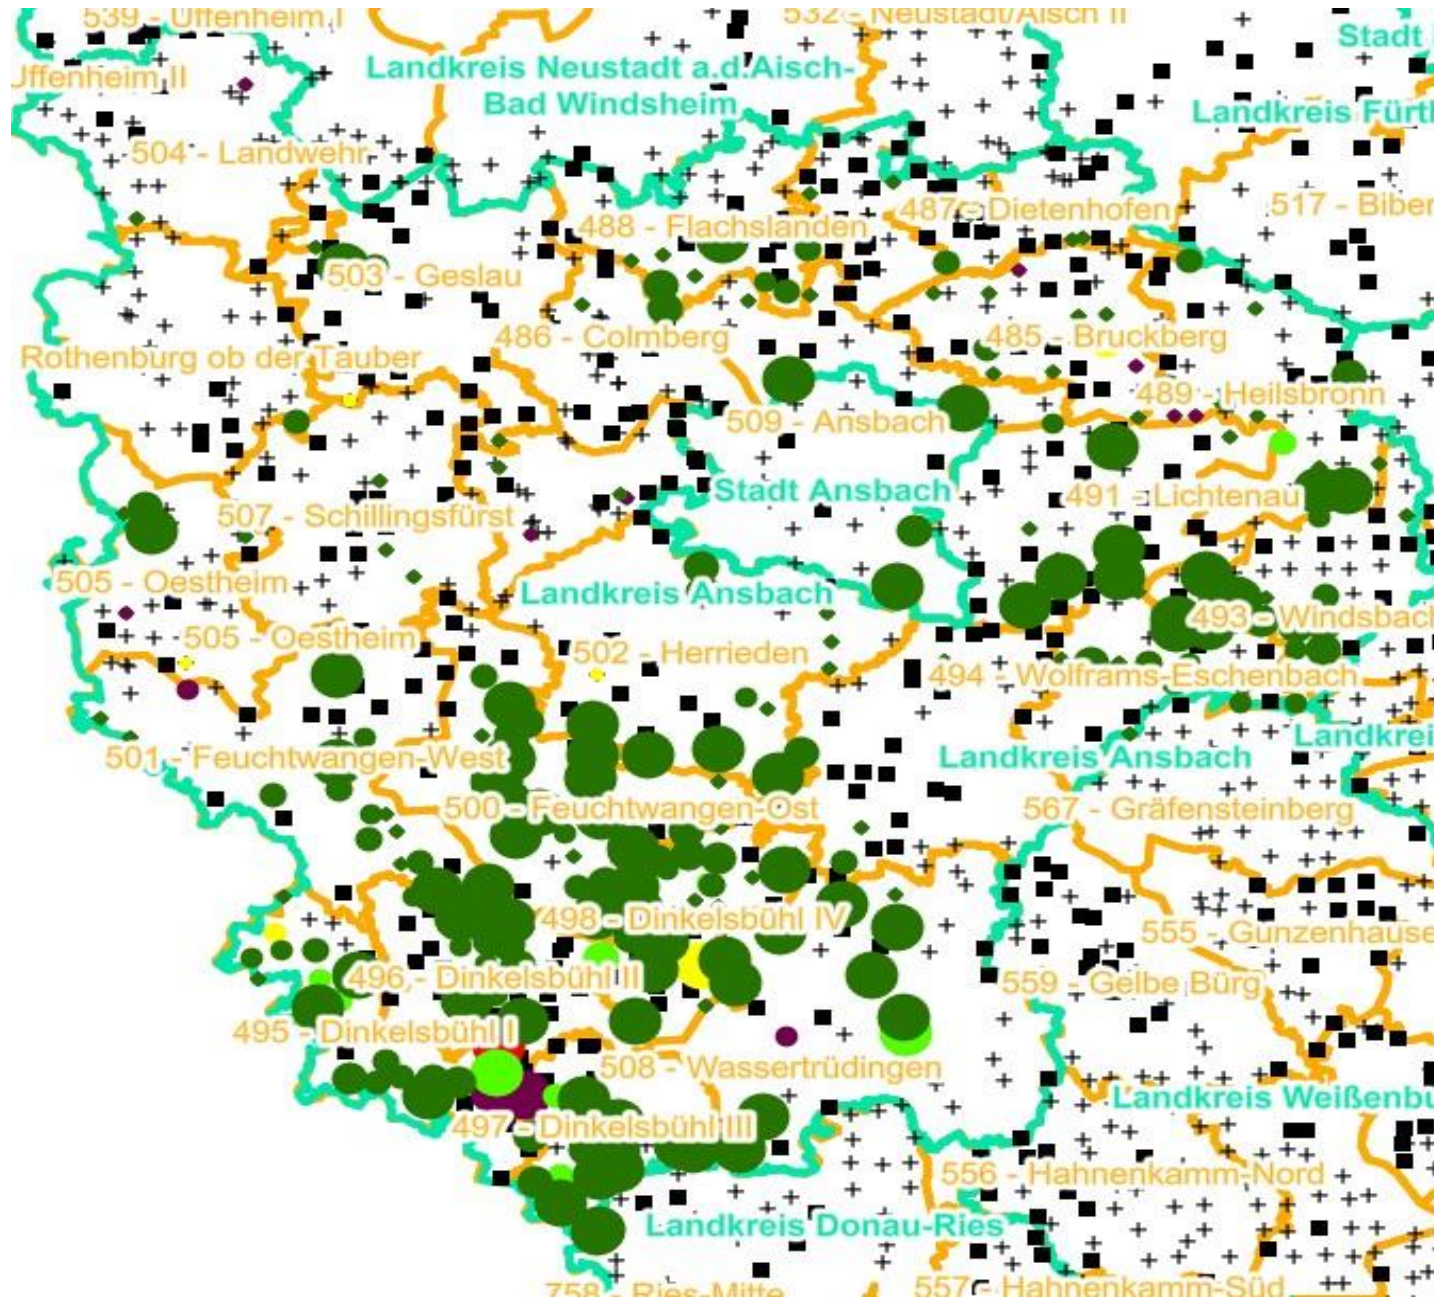 539 - Uffenheim I
532 - Neustadt/Aisch II
Stadt
Landkreis Neustadt a.d.Aisch-
Bad Windsheim
Uffenheim II
Landkreis Fürth
504 - Landwehr
487 - Dietenhofen
517 - Biber
488 - Flachslanden
503 - Geslau
486 - Colmberg
485 - Bruckberg
Rothenburg ob der Tauber
489 - Heilsbronn
509 - Ansbach
Stadt Ansbach
491 - Lichtenau
507 - Schillingsfürst
505 - Oestheim
Landkreis Ansbach
493 - Windsbach
505 - Oestheim
502 - Herrieden
494 - Wolframs-Eschenbach
Landkrei
501 - Feuchtwangen-West
Landkreis Ansbach
500 - Feuchtwangen-Ost
567 - Gräfensteinberg
498 - Dinkelsbühl IV
555 - Gunzenhause
496 - Dinkelsbühl II
559 - Gelbe Bürg
495 - Dinkelsbühl I
508 - Wassertrüdingen
Landkreis Weißenbu
497 - Dinkelsbühl III
556 - Hahnenkamm-Nord
Landkreis Donau-Ries
758 - Ries-Mitte
557 - Hahnenkamm-Süd